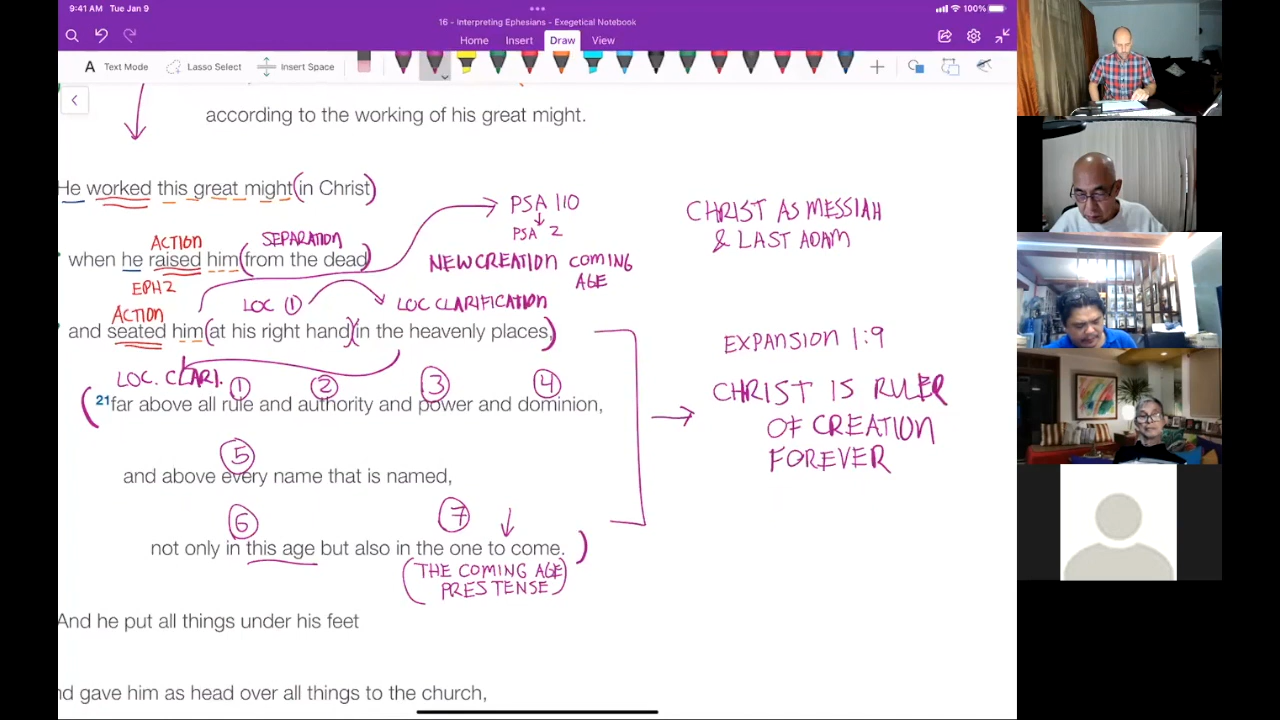 9:41 AM Tue Jan 9
100%
16 - Interpreting Ephesians - Exegetical Notebook
Home Insert Draw View
Text Mode Lasso Select Insert Space
according to the working of his great might.
He worked this great might (in Christ)
PSA 110
PSA 2
CHRIST AS MESSIAH
& LAST ADAM
ACTION SEPARATION
when he raised him (from the dead)
NEW CREATION COMING
AGE
EPH 2
LOC ① LOC CLARIFICATION
ACTION
and seated him (at his right hand) (in the heavenly places,)
EXPANSION 1:9
LOC. CLARI. ① ② ③ ④
CHRIST IS RULER
OF CREATION
FOREVER
(21far above all rule and authority and power and dominion,
⑤
and above every name that is named,
⑥ ⑦
not only in this age but also in the one to come.)
(THE COMING AGE
PRES TENSE)
And he put all things under his feet
nd gave him as head over all things to the church,